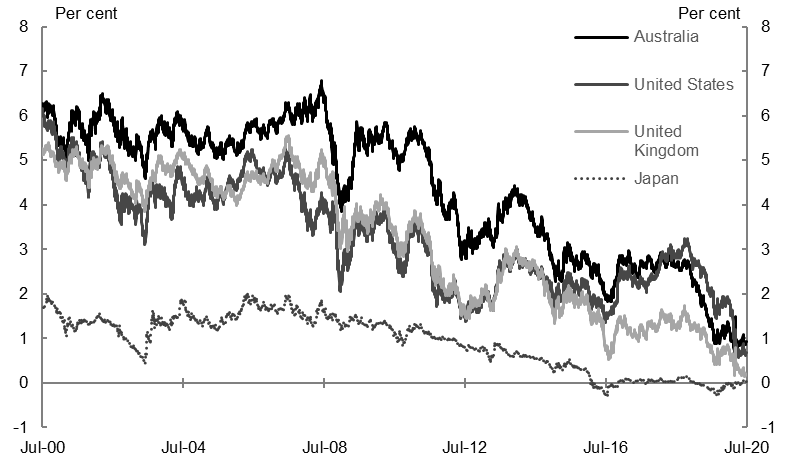 Per cent
Per cent
8
8
Australia
7
7
United States
6
6
United
Kingdom
5
5
Japan
4
4
3
3
2
2
1
1
0
0
-1
-1
Jul-00
Jul-04
Jul-08
Jul-12
Jul-16
Jul-20